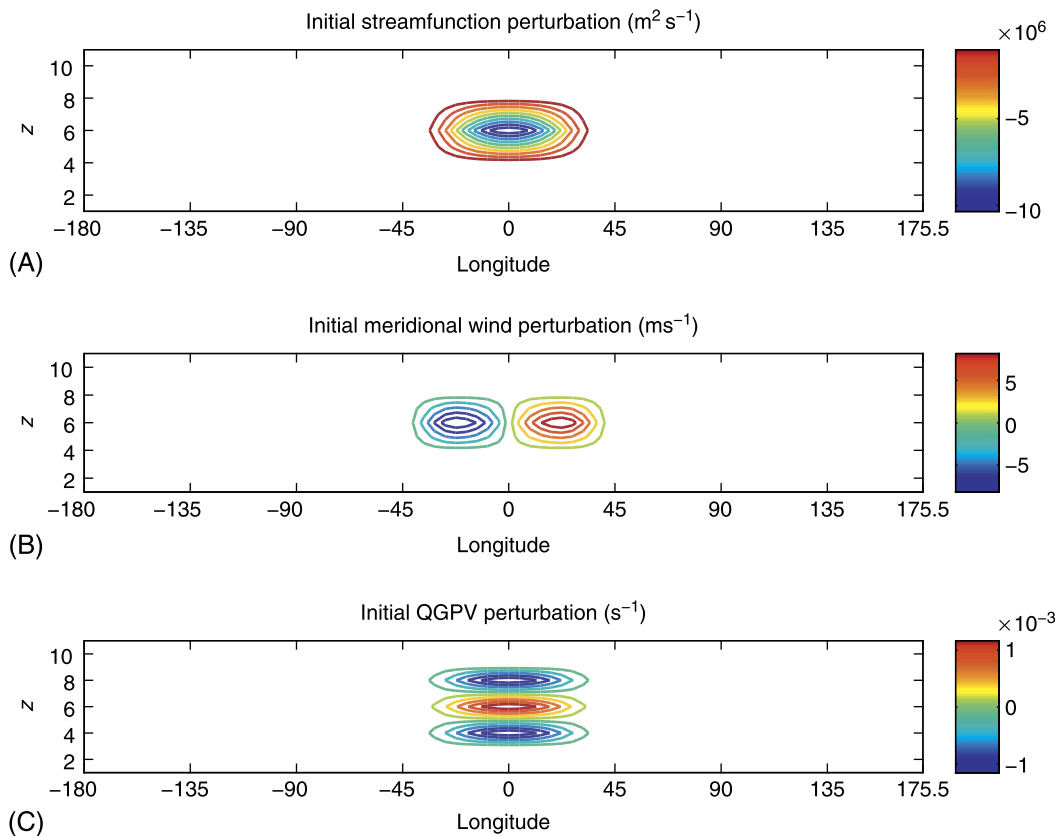 Initial streamfunction perturbation (m² s⁻¹)
×10⁶
10
8
6
4
2
z
−5
−10
−180 −135 −90 −45 0 45 90 135 175.5
Longitude
(A)
Initial meridional wind perturbation (ms⁻¹)
10
8
6
4
2
z
5
0
−5
−180 −135 −90 −45 0 45 90 135 175.5
Longitude
(B)
Initial QGPV perturbation (s⁻¹)
×10⁻³
10
8
6
4
2
z
1
0
−1
−180 −135 −90 −45 0 45 90 135 175.5
Longitude
(C)